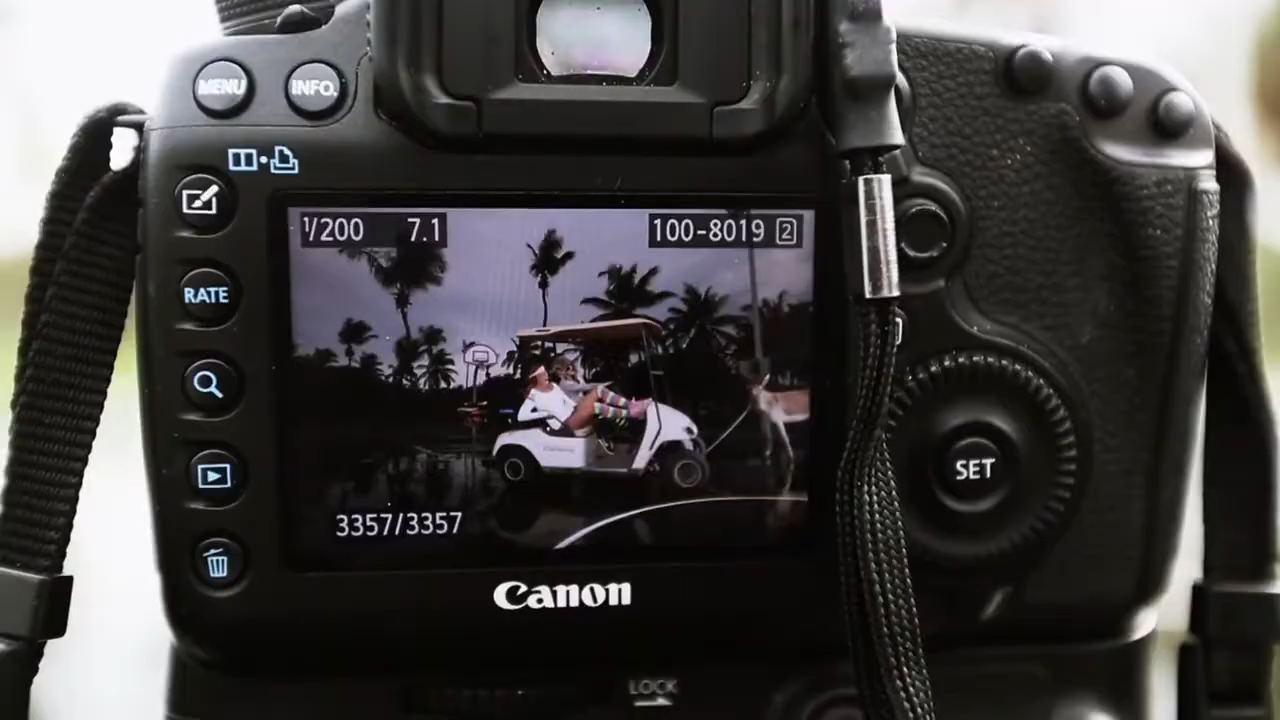 MENU INFO.
1/200 7.1 100-8019 2
RATE
3357/3357
SET
Canon
LOCK